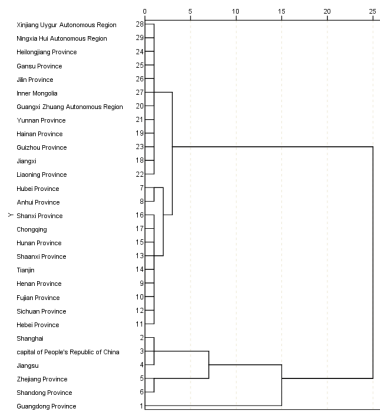 0 5 10 15 20 25
Xinjiang Uygur Autonomous Region 28
Ningxia Hui Autonomous Region 29
Heilongjiang Province 24
Gansu Province 25
Jilin Province 26
Inner Mongolia 27
Guangxi Zhuang Autonomous Region 20
Yunnan Province 21
Hainan Province 19
Guizhou Province 23
Jiangxi 18
Liaoning Province 22
Hubei Province 7
Anhui Province 8
Y
Shanxi Province 16
Chongqing 17
Hunan Province 15
Shaanxi Province 13
Tianjin 14
Henan Province 9
Fujian Province 10
Sichuan Province 12
Hebei Province 11
Shanghai 2
capital of People's Republic of China 3
Jiangsu 4
Zhejiang Province 5
Shandong Province 6
Guangdong Province 1